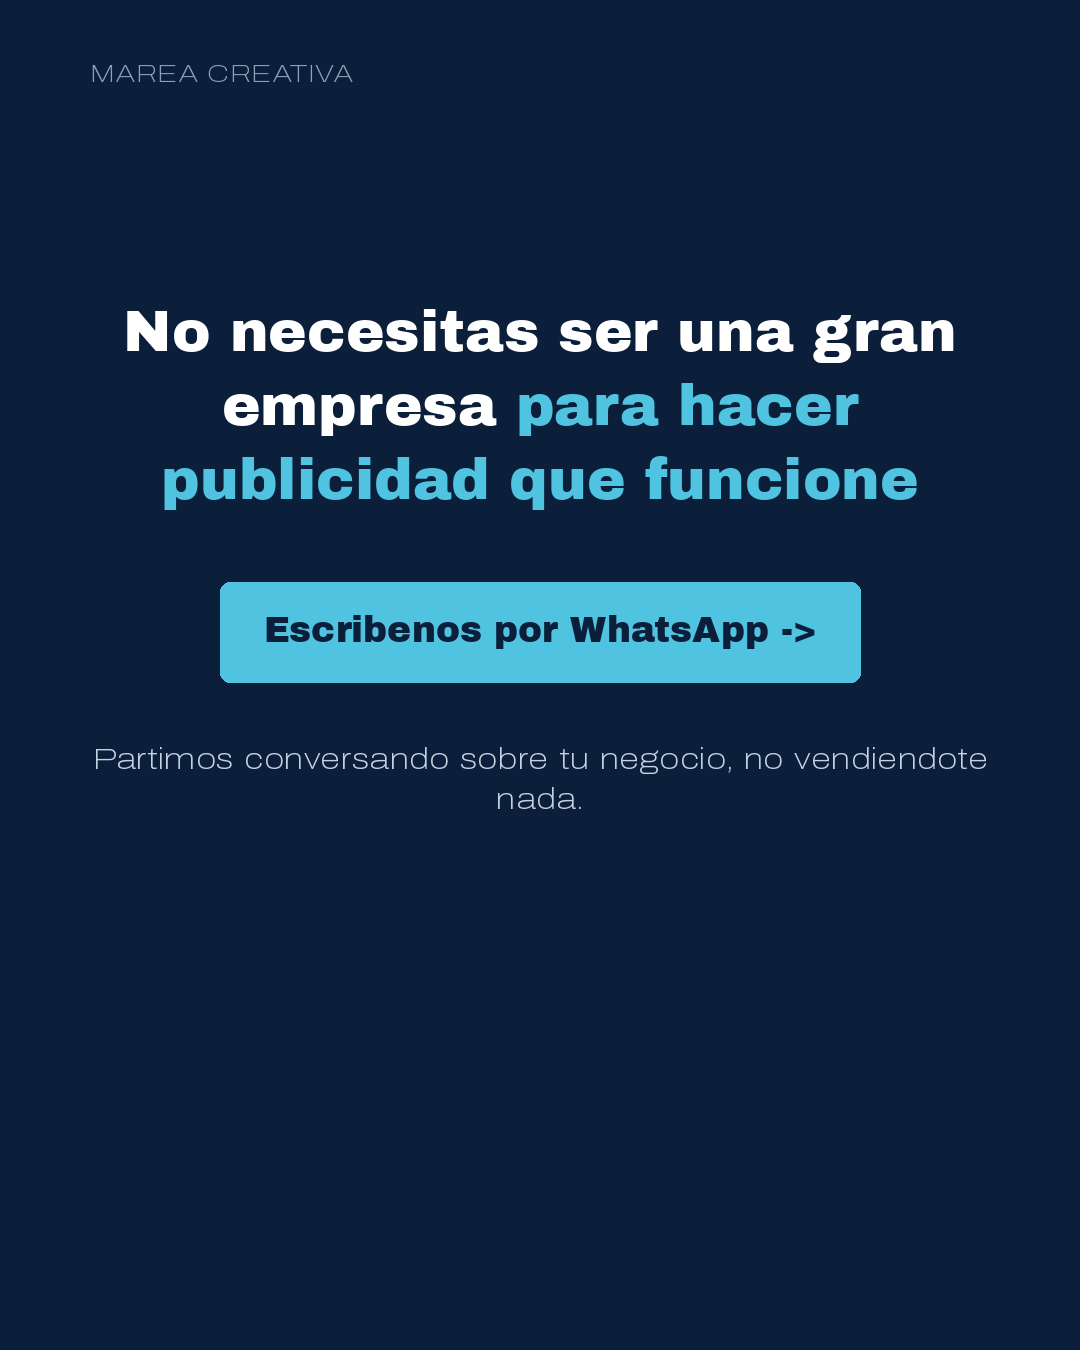 MAREA CREATIVA
No necesitas ser una gran
empresa para hacer
publicidad que funcione
Escribenos por WhatsApp ->
Partimos conversando sobre tu negocio, no vendiendote
nada.